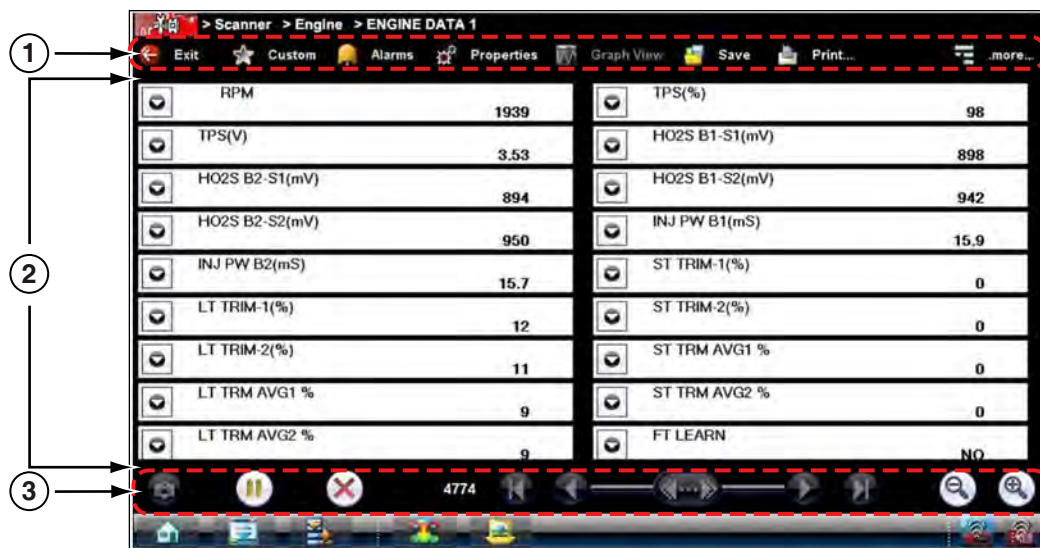 > Scanner > Engine > ENGINE DATA 1
1
Exit Custom Alarms Properties Graph View Save Print... .more...
2
RPM 1939 TPS(%) 98
TPS(V) 3.53 HO2S B1-S1(mV) 898
HO2S B2-S1(mV) 894 HO2S B1-S2(mV) 942
HO2S B2-S2(mV) 950 INJ PW B1(mS) 15.9
INJ PW B2(mS) 15.7 ST TRIM-1(%) 0
LT TRIM-1(%) 12 ST TRIM-2(%) 0
LT TRIM-2(%) 11 ST TRM AVG1 % 0
LT TRM AVG1 % 9 ST TRM AVG2 % 0
LT TRM AVG2 % 9 FT LEARN NO
3
4774